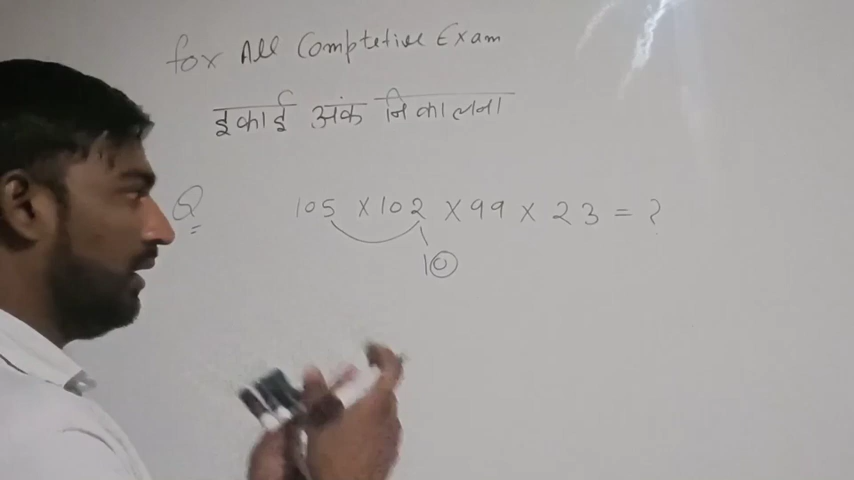 for All Comptetive Exam
इकाई अंक निकालना
Q 105 × 102 × 99 × 23 = ?
10